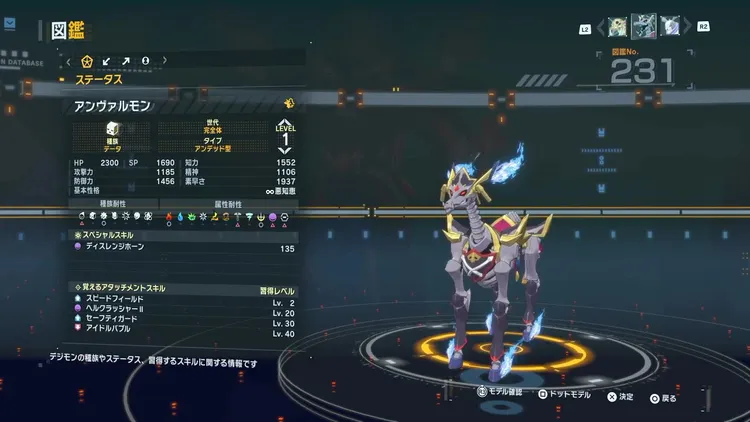 図鑑
N DATABASE
L2
R2
図鑑No.
231
ステータス
アンヴァルモン
種族
データ
世代
完全体
タイプ
アンデッド型
LEVEL
1
HP 2300 SP 1690 知力 1552
攻撃力 1185 精神 1106
防御力 1456 素早さ 1937
基本性格 ∞悪知恵
種族耐性 属性耐性
スペシャルスキル
ディスレンジホーン 135
覚えるアタッチメントスキル 習得レベル
スピードフィールド Lv. 2
ヘルクラッシャーⅡ Lv. 20
セーフティガード Lv. 30
アイドルバブル Lv. 40
デジモンの種族やステータス、習得するスキルに関する情報です
R3 モデル確認 ドットモデル 決定 戻る